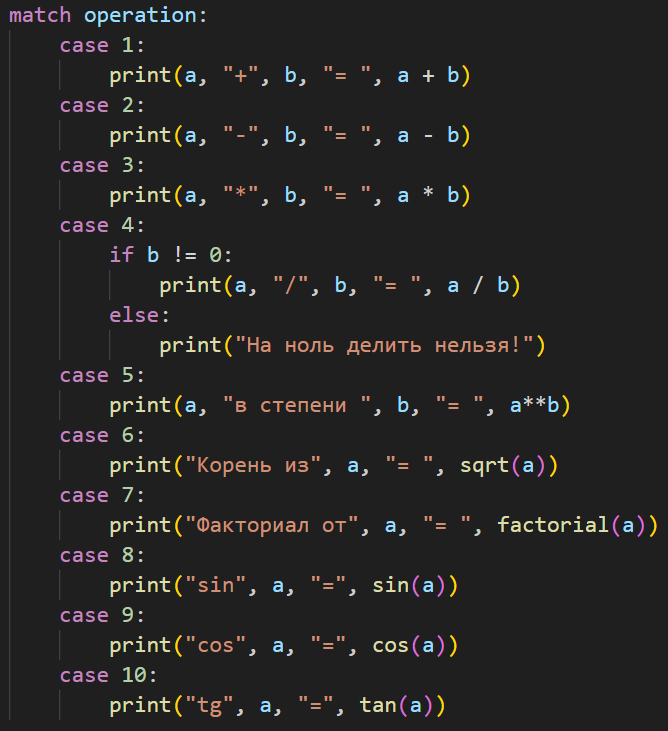 match operation:
    case 1:
        print(a, "+", b, "= ", a + b)
    case 2:
        print(a, "-", b, "= ", a - b)
    case 3:
        print(a, "*", b, "= ", a * b)
    case 4:
        if b != 0:
            print(a, "/", b, "= ", a / b)
        else:
            print("На ноль делить нельзя!")
    case 5:
        print(a, "в степени ", b, "= ", a**b)
    case 6:
        print("Корень из", a, "= ", sqrt(a))
    case 7:
        print("Факториал от", a, "= ", factorial(a))
    case 8:
        print("sin", a, "=", sin(a))
    case 9:
        print("cos", a, "=", cos(a))
    case 10:
        print("tg", a, "=", tan(a))